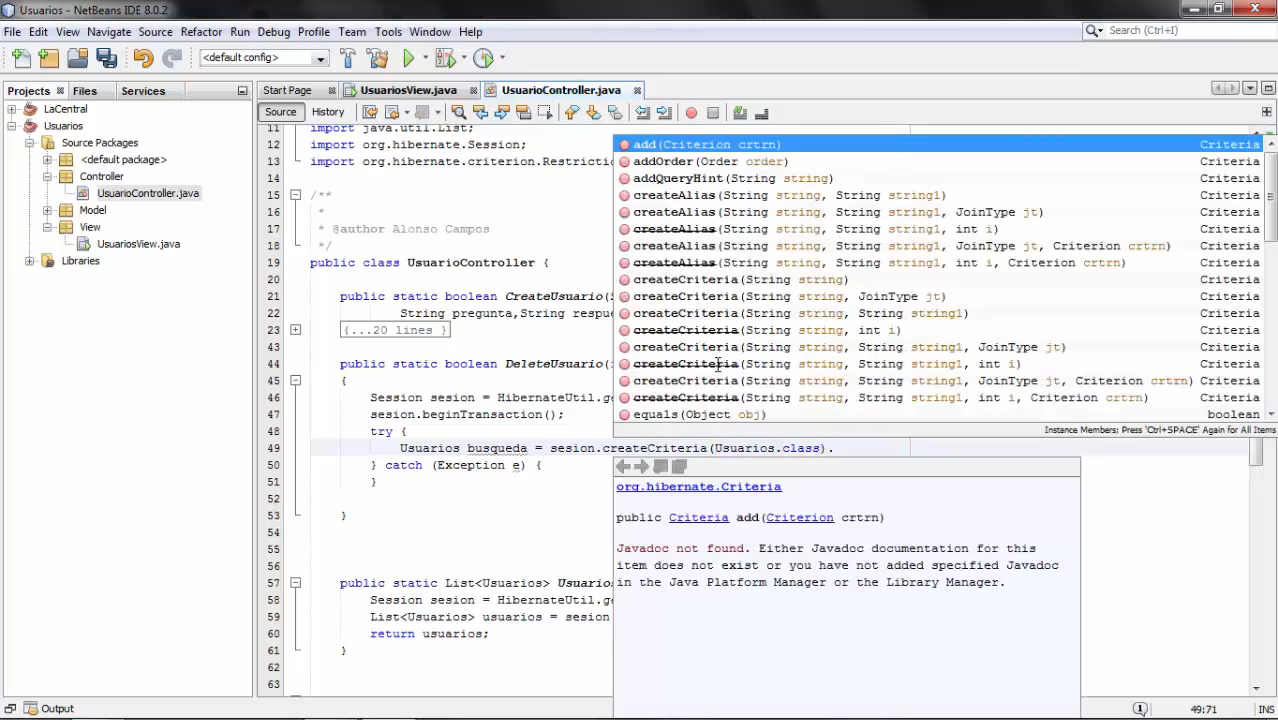 Usuarios - NetBeans IDE 8.0.2
File Edit View Navigate Source Refactor Run Debug Profile Team Tools Window Help
Search (Ctrl+I)
<default config>
Projects Files Services
Start Page UsuariosView.java UsuarioController.java
Source History
LaCentral
Usuarios
Source Packages
<default package>
Controller
UsuarioController.java
Model
View
UsuariosView.java
Libraries
11 import java.util.List;
12 import org.hibernate.Session;
13 import org.hibernate.criterion.Restrictio
14
15 /**
16 *
17 * @author Alonso Campos
18 */
19 public class UsuarioController {
20
21 public static boolean CreateUsuario(S
22 String pregunta,String respue
23 {...20 lines }
43
44 public static boolean DeleteUsuario(
45 {
46 Session sesion = HibernateUtil.ge
47 sesion.beginTransaction();
48 try {
49 Usuarios busqueda = sesion.createCriteria(Usuarios.class).
50 } catch (Exception e) {
51 }
52
53 }
54
55
56
57 public static List<Usuarios> Usuario
58 Session sesion = HibernateUtil.ge
59 List<Usuarios> usuarios = sesion
60 return usuarios;
61 }
62
63
add(Criterion crtrn) Criteria
addOrder(Order order) Criteria
addQueryHint(String string) Criteria
createAlias(String string, String string1) Criteria
createAlias(String string, String string1, JoinType jt) Criteria
createAlias(String string, String string1, int i) Criteria
createAlias(String string, String string1, JoinType jt, Criterion crtrn) Criteria
createAlias(String string, String string1, int i, Criterion crtrn) Criteria
createCriteria(String string) Criteria
createCriteria(String string, JoinType jt) Criteria
createCriteria(String string, String string1) Criteria
createCriteria(String string, int i) Criteria
createCriteria(String string, String string1, JoinType jt) Criteria
createCriteria(String string, String string1, int i) Criteria
createCriteria(String string, String string1, JoinType jt, Criterion crtrn) Criteria
createCriteria(String string, String string1, int i, Criterion crtrn) Criteria
equals(Object obj) boolean
Instance Members; Press 'Ctrl+SPACE' Again for All Items
org.hibernate.Criteria
public Criteria add(Criterion crtrn)
Javadoc not found. Either Javadoc documentation for this
item does not exist or you have not added specified Javadoc
in the Java Platform Manager or the Library Manager.
Output
49:71 INS